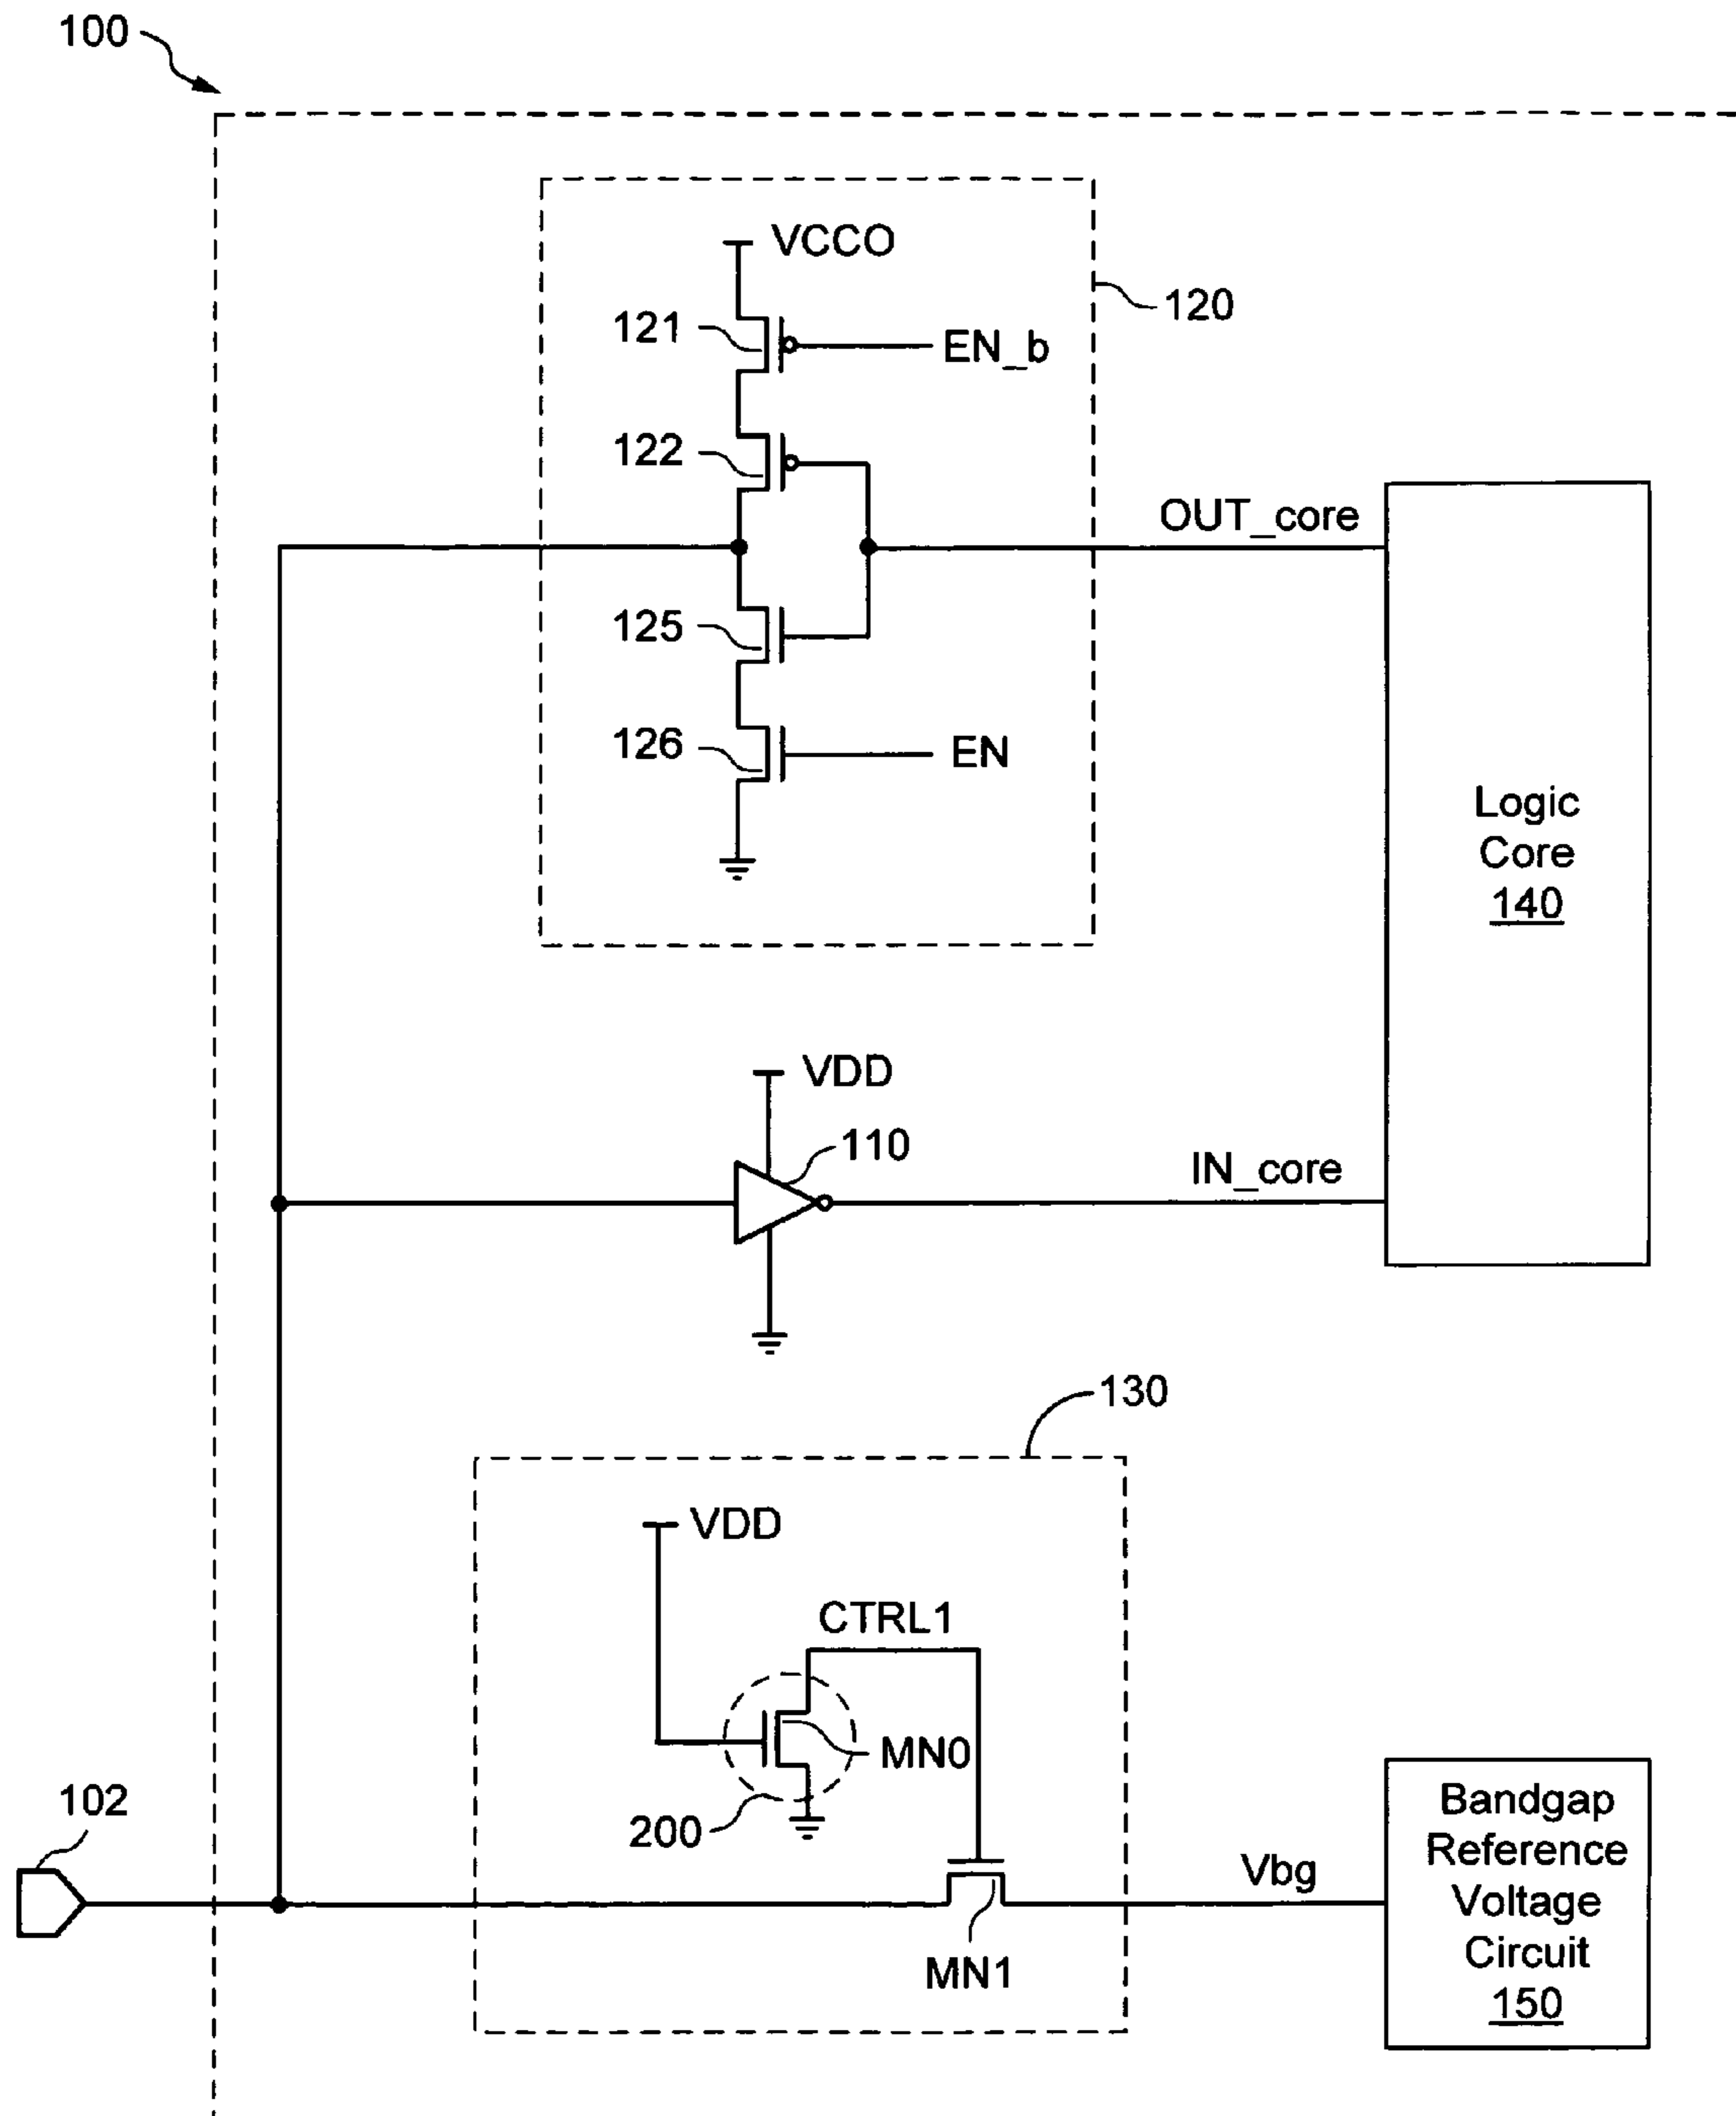 100
VCCO
120
121
EN_b
122
OUT_core
125
126
EN
Logic
Core
140
VDD
110
IN_core
130
VDD
CTRL1
MN0
200
102
Vbg
MN1
Bandgap
Reference
Voltage
Circuit
150